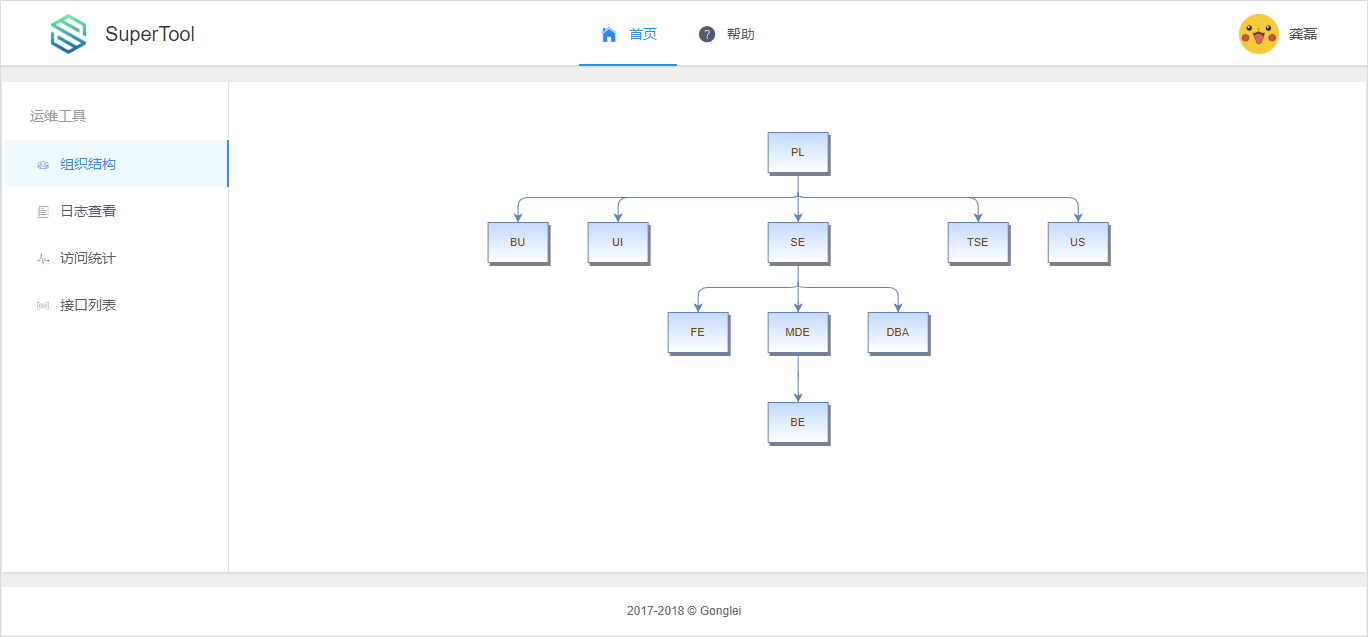 SuperTool
首页
帮助
龚磊
运维工具
组织结构
日志查看
访问统计
接口列表
PL
BU UI SE TSE US
FE MDE DBA
BE
2017-2018 © Gonglei